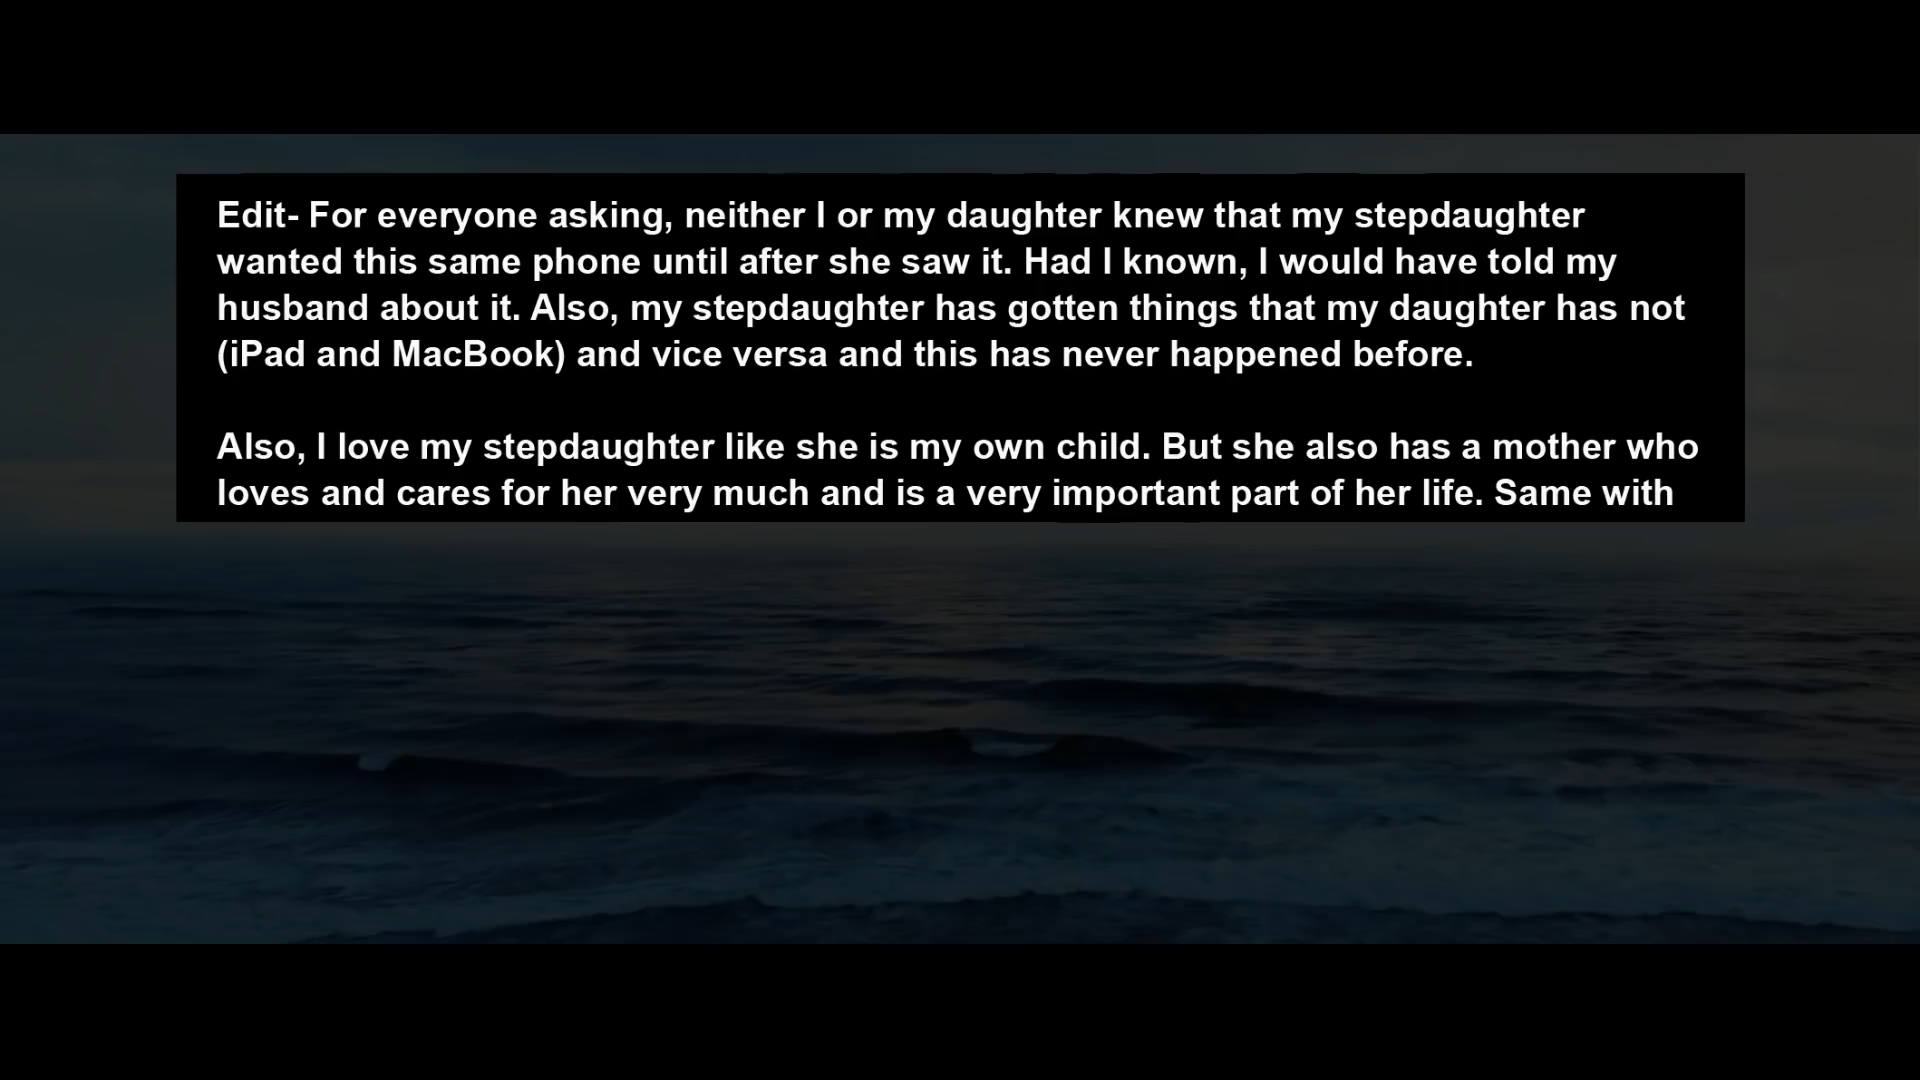 Edit- For everyone asking, neither I or my daughter knew that my stepdaughter
wanted this same phone until after she saw it. Had I known, I would have told my
husband about it. Also, my stepdaughter has gotten things that my daughter has not
(iPad and MacBook) and vice versa and this has never happened before.
Also, I love my stepdaughter like she is my own child. But she also has a mother who
loves and cares for her very much and is a very important part of her life. Same with